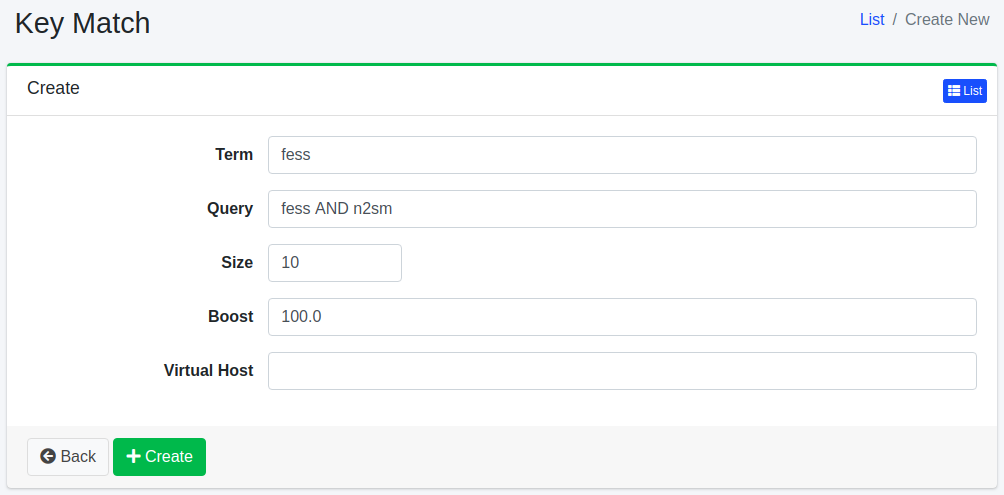 Key Match
List / Create New
Create
List
Term fess
Query fess AND n2sm
Size 10
Boost 100.0
Virtual Host
Back Create